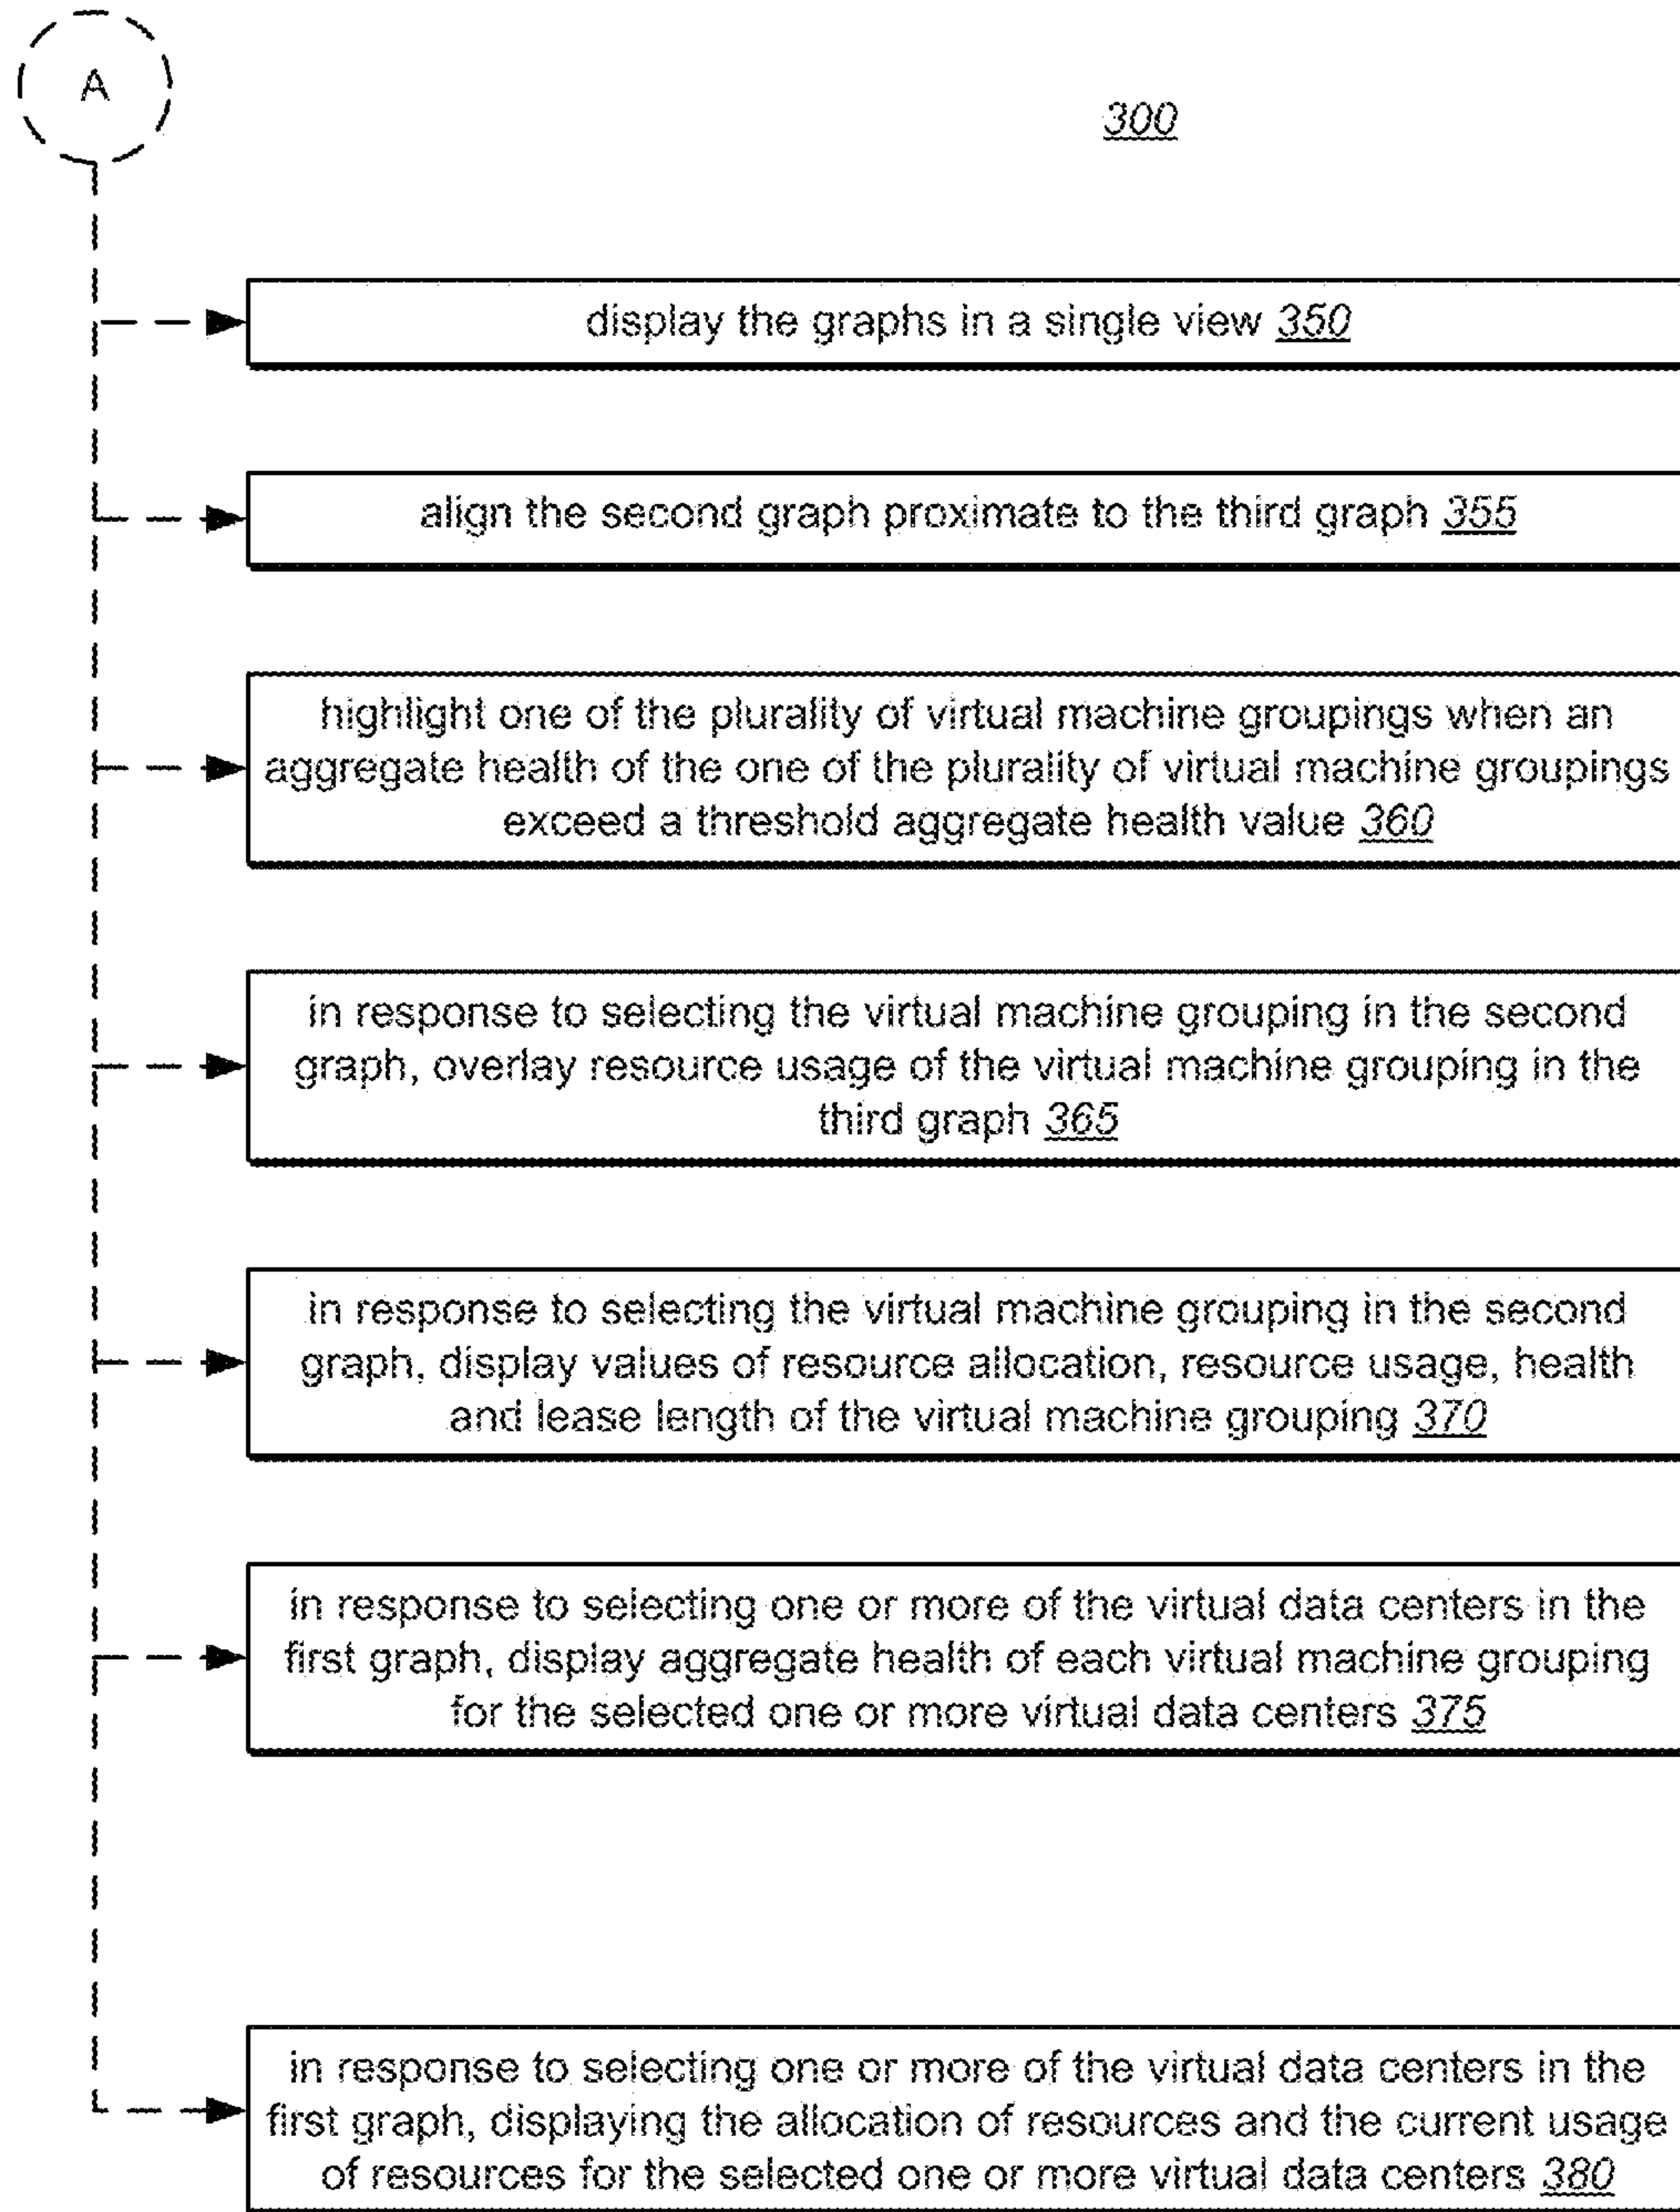 A
300
display the graphs in a single view 350
align the second graph proximate to the third graph 355
highlight one of the plurality of virtual machine groupings when an
aggregate health of the one of the plurality of virtual machine groupings
exceed a threshold aggregate health value 360
in response to selecting the virtual machine grouping in the second
graph, overlay resource usage of the virtual machine grouping in the
third graph 365
in response to selecting the virtual machine grouping in the second
graph, display values of resource allocation, resource usage, health
and lease length of the virtual machine grouping 370
in response to selecting one or more of the virtual data centers in the
first graph, display aggregate health of each virtual machine grouping
for the selected one or more virtual data centers 375
in response to selecting one or more of the virtual data centers in the
first graph, displaying the allocation of resources and the current usage
of resources for the selected one or more virtual data centers 380